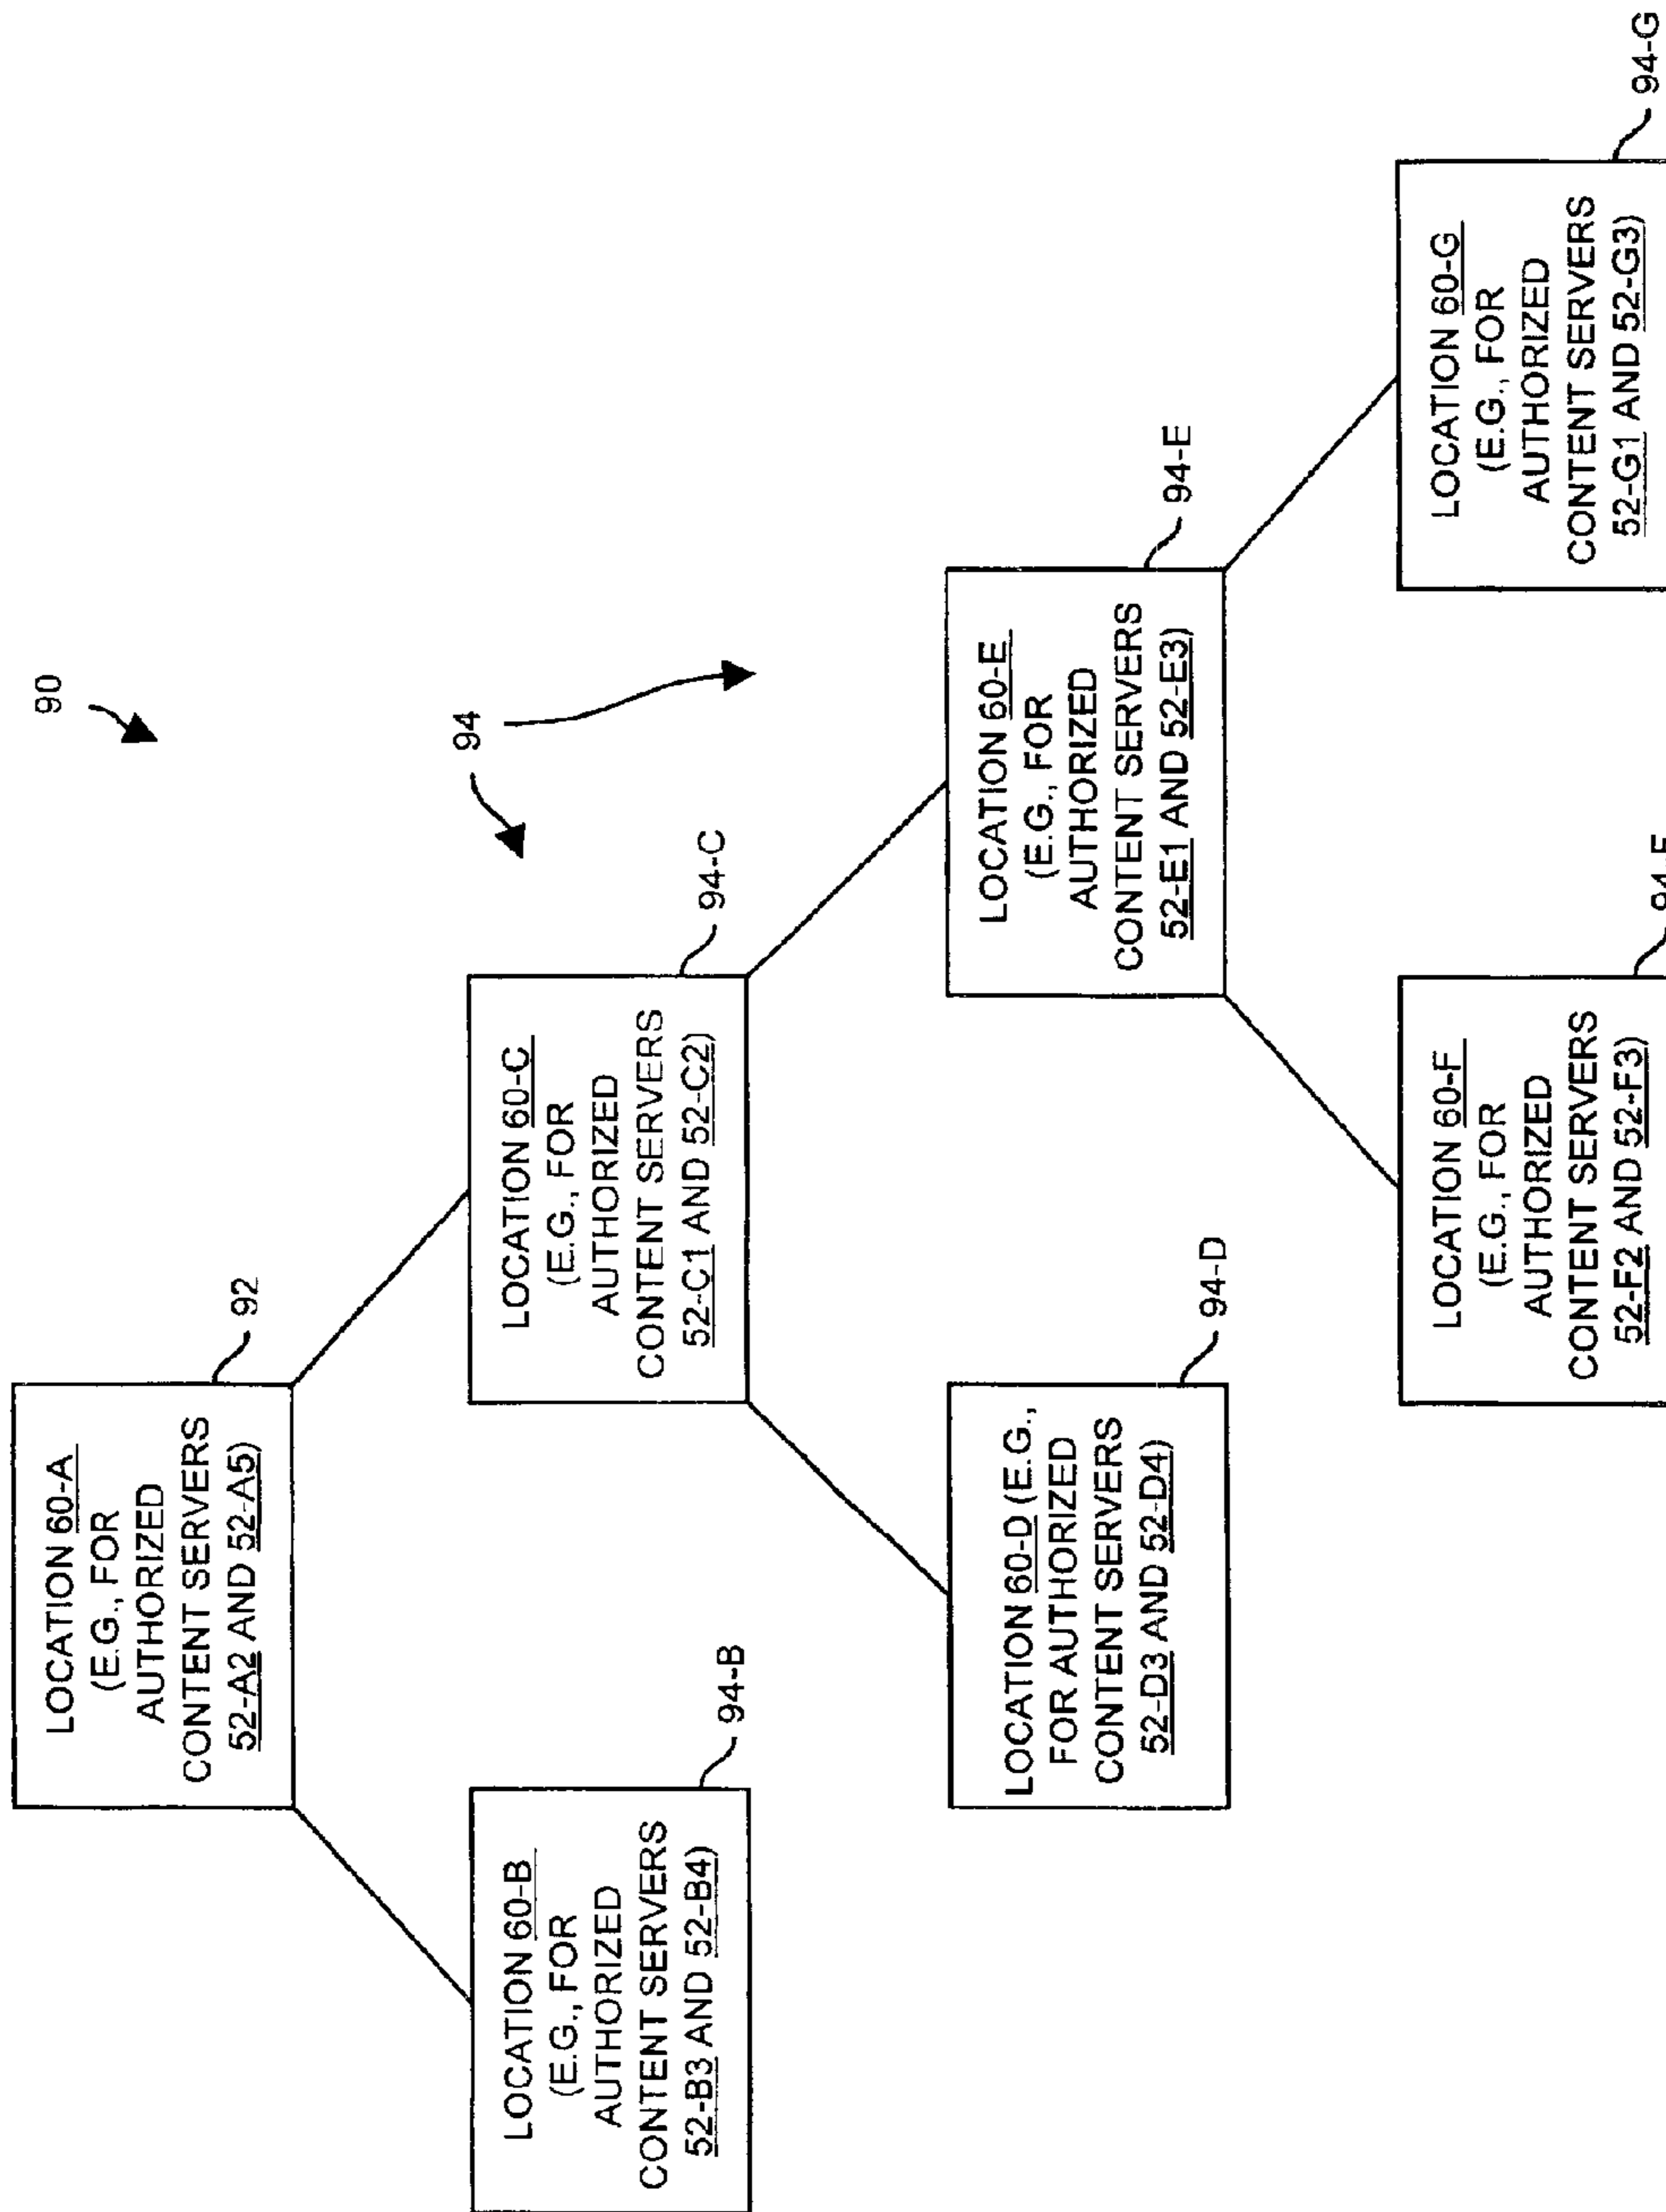 90
LOCATION 60-A
(E.G., FOR
AUTHORIZED
CONTENT SERVERS
52-A2 AND 52-A5)
92
94
LOCATION 60-B
(E.G., FOR
AUTHORIZED
CONTENT SERVERS
52-B3 AND 52-B4)
94-B
LOCATION 60-C
(E.G., FOR
AUTHORIZED
CONTENT SERVERS
52-C1 AND 52-C2)
94-C
LOCATION 60-D (E.G.,
FOR AUTHORIZED
CONTENT SERVERS
52-D3 AND 52-D4)
94-D
LOCATION 60-E
(E.G., FOR
AUTHORIZED
CONTENT SERVERS
52-E1 AND 52-E3)
94-E
LOCATION 60-F
(E.G., FOR
AUTHORIZED
CONTENT SERVERS
52-F2 AND 52-F3)
94-F
LOCATION 60-G
(E.G., FOR
AUTHORIZED
CONTENT SERVERS
52-G1 AND 52-G3)
94-G